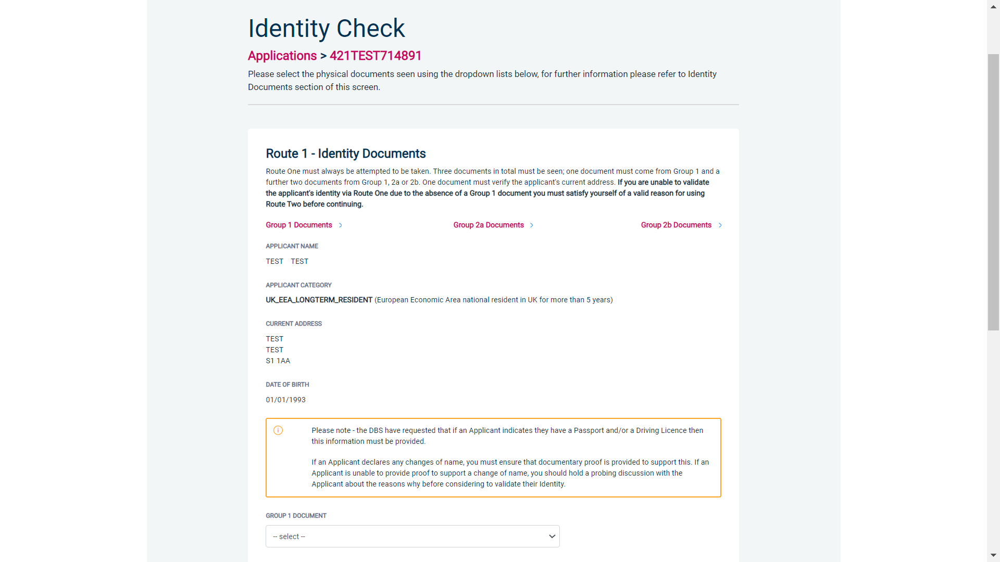 Identity Check
Applications > 421TEST714891
Please select the physical documents seen using the dropdown lists below, for further information please refer to Identity
Documents section of this screen.
Route 1 - Identity Documents
Route One must always be attempted to be taken. Three documents in total must be seen; one document must come from Group 1 and a
further two documents from Group 1, 2a or 2b. One document must verify the applicant's current address. If you are unable to validate
the applicant's identity via Route One due to the absence of a Group 1 document you must satisfy yourself of a valid reason for using
Route Two before continuing.
Group 1 Documents > Group 2a Documents > Group 2b Documents >
APPLICANT NAME
TEST TEST
APPLICANT CATEGORY
UK_EEA_LONGTERM_RESIDENT (European Economic Area national resident in UK for more than 5 years)
CURRENT ADDRESS
TEST
TEST
S1 1AA
DATE OF BIRTH
01/01/1993
Please note - the DBS have requested that if an Applicant indicates they have a Passport and/or a Driving Licence then
this information must be provided.
If an Applicant declares any changes of name, you must ensure that documentary proof is provided to support this. If an
Applicant is unable to provide proof to support a change of name, you should hold a probing discussion with the
Applicant about the reasons why before considering to validate their Identity.
GROUP 1 DOCUMENT
-- select --